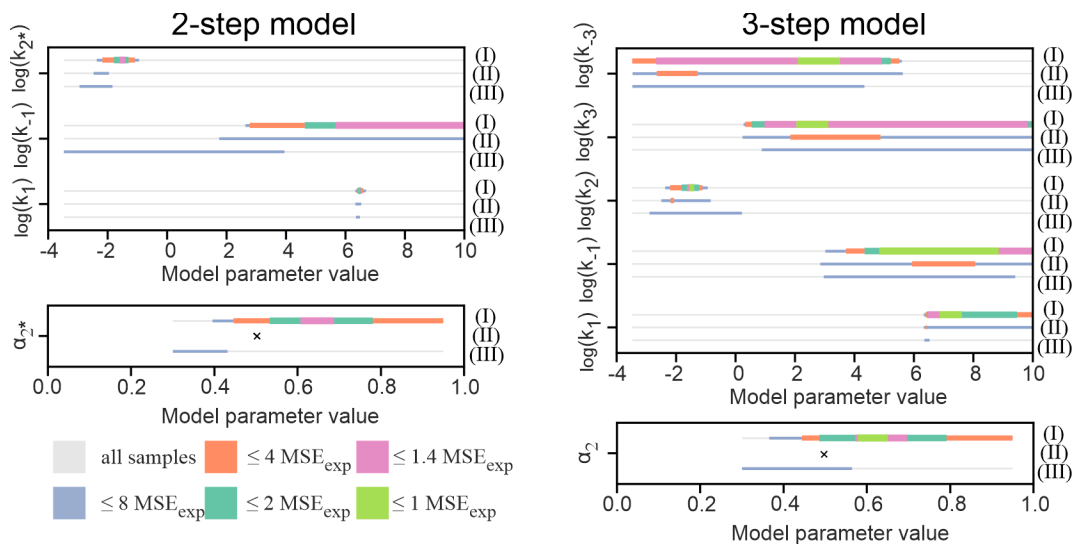 2-step model
log(k2*)
(I)
(II)
(III)
log(k-1)
(I)
(II)
(III)
log(k1)
(I)
(II)
(III)
-4 -2 0 2 4 6 8 10
Model parameter value
α2*
(I)
(II)
(III)
0.0 0.2 0.4 0.6 0.8 1.0
Model parameter value
all samples
≤ 4 MSEexp
≤ 1.4 MSEexp
≤ 8 MSEexp
≤ 2 MSEexp
≤ 1 MSEexp
3-step model
log(k-3)
(I)
(II)
(III)
log(k3)
(I)
(II)
(III)
log(k2)
(I)
(II)
(III)
log(k-1)
(I)
(II)
(III)
log(k1)
(I)
(II)
(III)
-4 -2 0 2 4 6 8 10
Model parameter value
α2
(I)
(II)
(III)
0.0 0.2 0.4 0.6 0.8 1.0
Model parameter value